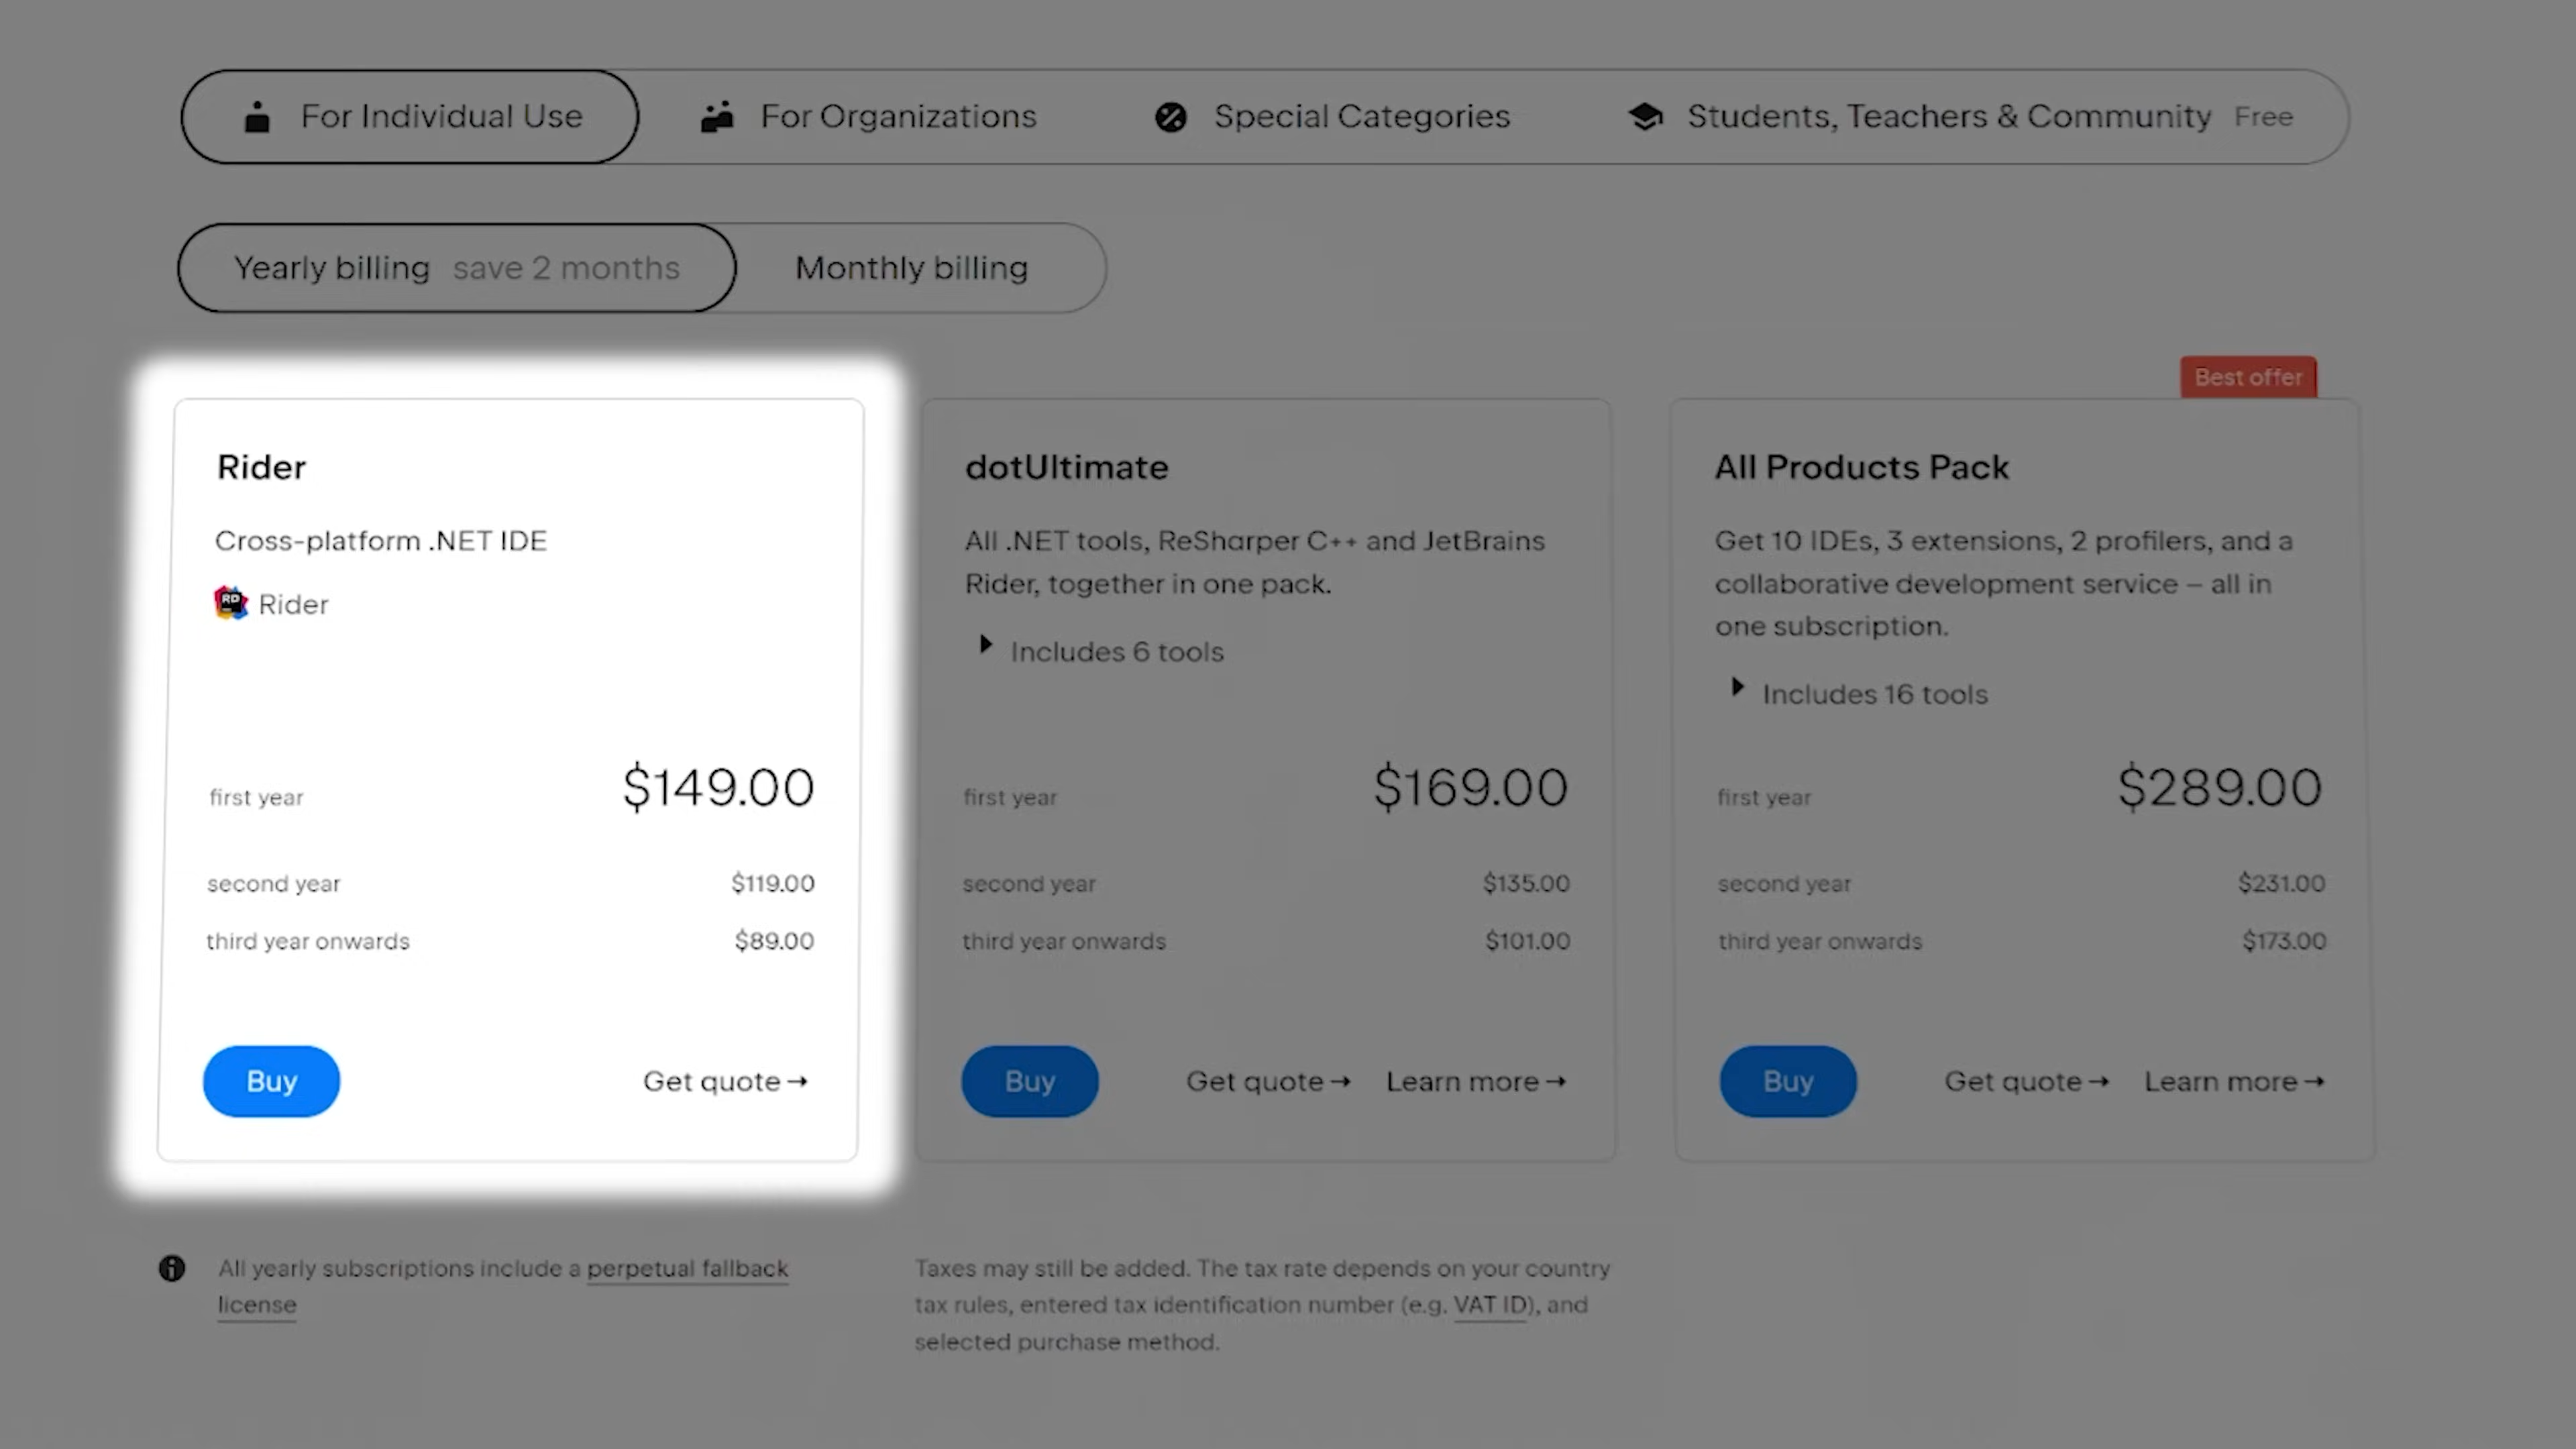 For Individual Use
For Organizations
Special Categories
Students, Teachers & Community Free
Yearly billing save 2 months
Monthly billing
Rider
Cross-platform .NET IDE
RD
Rider
first year $149.00
second year $119.00
third year onwards $89.00
Buy
Get quote →
dotUltimate
All .NET tools, ReSharper C++ and JetBrains
Rider, together in one pack.
Includes 6 tools
first year $169.00
second year $135.00
third year onwards $101.00
Buy
Get quote →
Learn more →
Best offer
All Products Pack
Get 10 IDEs, 3 extensions, 2 profilers, and a
collaborative development service – all in
one subscription.
Includes 16 tools
first year $289.00
second year $231.00
third year onwards $173.00
Buy
Get quote →
Learn more →
All yearly subscriptions include a perpetual fallback
license
Taxes may still be added. The tax rate depends on your country
tax rules, entered tax identification number (e.g. VAT ID), and
selected purchase method.